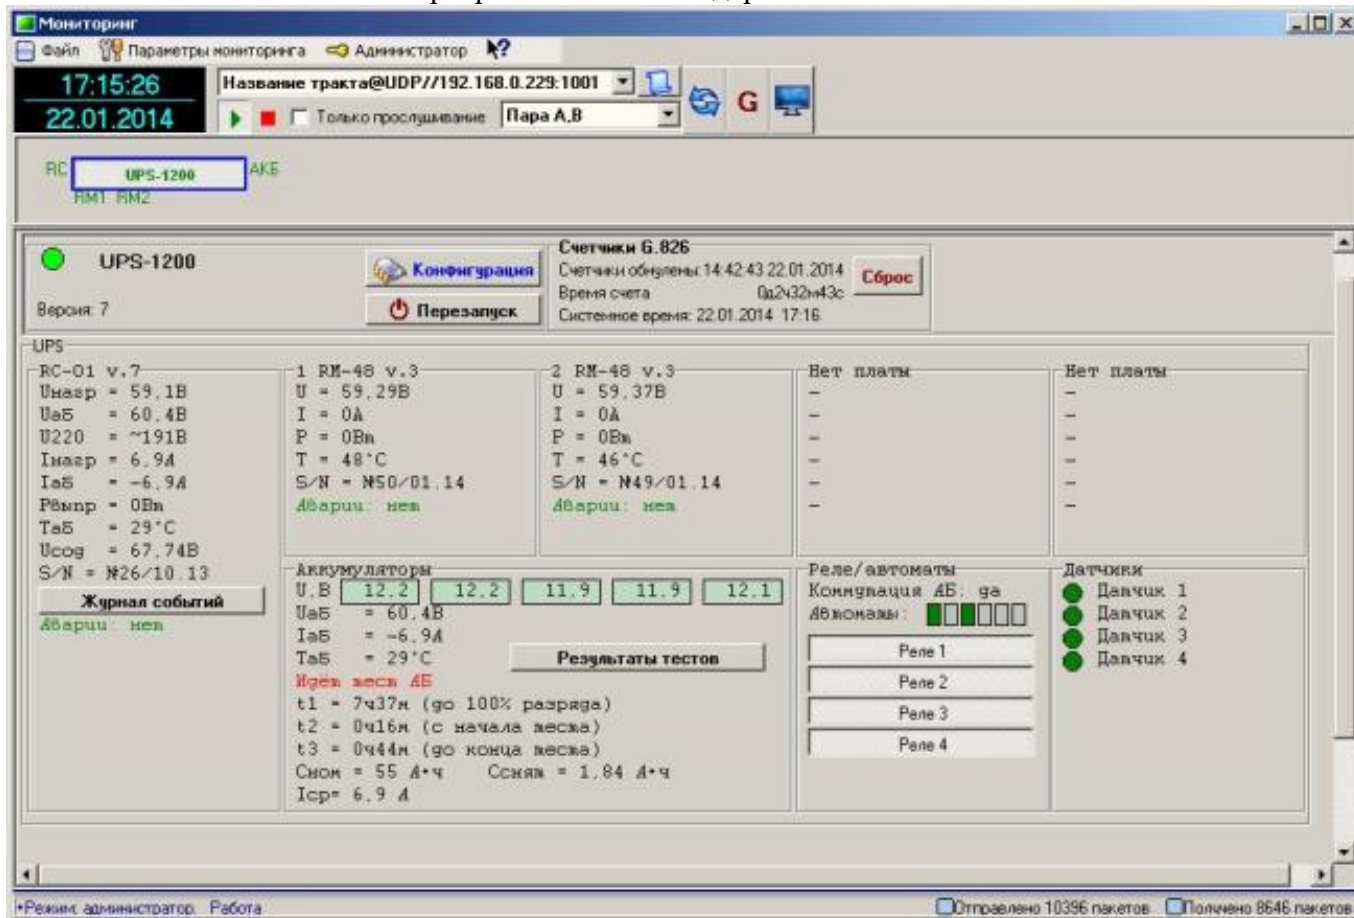 Мониторинг
Файл Параметры мониторинга Администратор
17:15:26
22.01.2014
Название тракта@UDP//192.168.0.229:1001
Только прослушивание Пара А,В
G
RC UPS-1200 АКБ
RM1 RM2
UPS-1200
Версия: 7
Конфигурация
Перезапуск
Счетчики G.826
Счетчики обнулены: 14:42:43 22.01.2014
Время счета 0д2ч32м43с
Системное время: 22.01.2014 17:16
Сброс
UPS
RC-01 v.7
Uнагр = 59,1В
UаБ = 60,4В
U220 = ~191В
Iнагр = 6,9А
IаБ = -6,9А
Pвыпр = 0Вт
TаБ = 29°C
Uсод = 67,74В
S/N = №26/10.13
Журнал событий
Аварии: нет
1 RM-48 v.3
U = 59,29В
I = 0А
P = 0Вт
T = 48°C
S/N = №50/01.14
Аварии: нет
2 RM-48 v.3
U = 59,37В
I = 0А
P = 0Вт
T = 46°C
S/N = №49/01.14
Аварии: нет
Нет платы
-
-
-
-
-
-
Нет платы
-
-
-
-
-
-
Аккумуляторы
U,В 12,2 12,2 11,9 11,9 12,1
UаБ = 60,4В
IаБ = -6,9А
TаБ = 29°C
Результаты тестов
Идёт тест АБ
t1 = 7ч37м (до 100% разряда)
t2 = 0ч16м (с начала теста)
t3 = 0ч44м (до конца теста)
Сном = 55 А•ч Сснят = 1,84 А•ч
Iср= 6,9 А
Реле/автоматы
Коммутация АБ: да
Автоматы:
Реле 1
Реле 2
Реле 3
Реле 4
Датчики
Датчик 1
Датчик 2
Датчик 3
Датчик 4
•Режим: администратор. Работа
Отправлено 10396 пакетов Получено 8646 пакетов